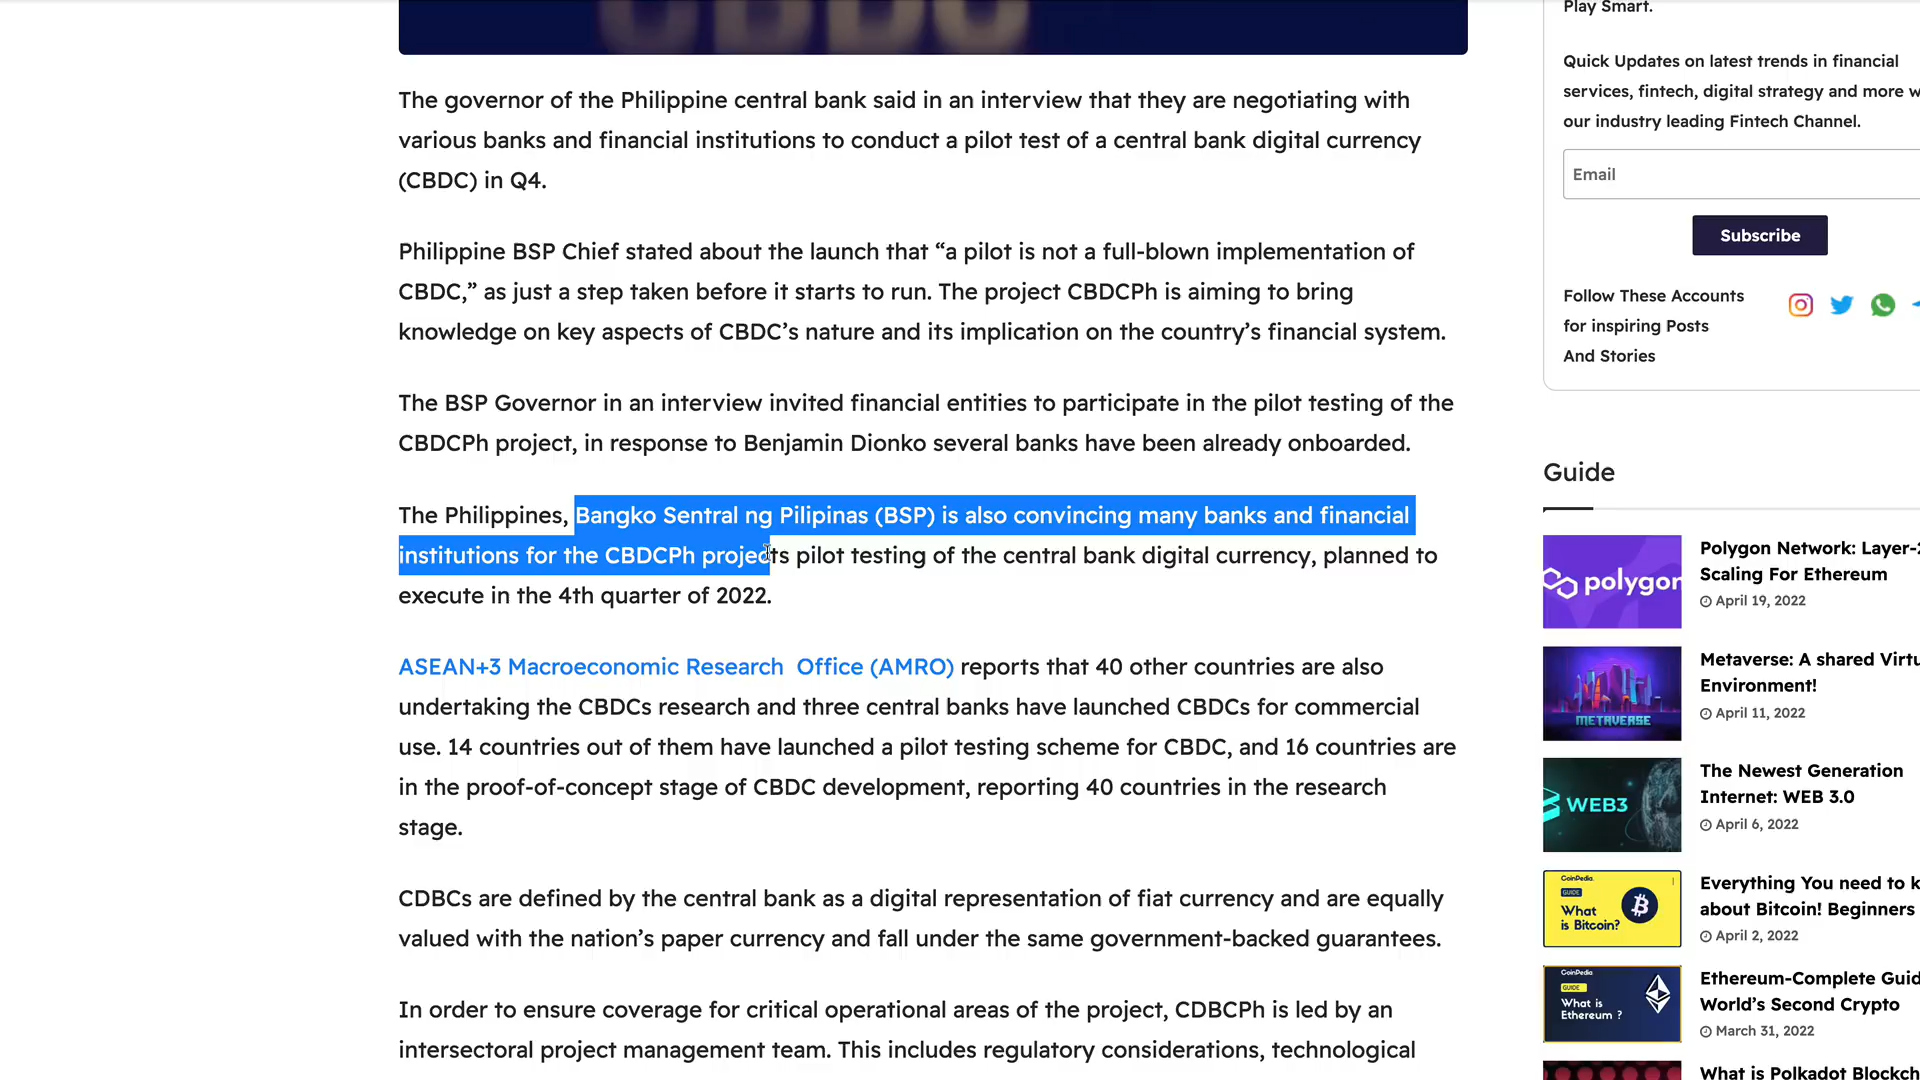 CBDC
The governor of the Philippine central bank said in an interview that they are negotiating with
various banks and financial institutions to conduct a pilot test of a central bank digital currency
(CBDC) in Q4.
Philippine BSP Chief stated about the launch that “a pilot is not a full-blown implementation of
CBDC,” as just a step taken before it starts to run. The project CBDCPh is aiming to bring
knowledge on key aspects of CBDC’s nature and its implication on the country’s financial system.
The BSP Governor in an interview invited financial entities to participate in the pilot testing of the
CBDCPh project, in response to Benjamin Dionko several banks have been already onboarded.
The Philippines, Bangko Sentral ng Pilipinas (BSP) is also convincing many banks and financial
institutions for the CBDCPh projects pilot testing of the central bank digital currency, planned to
execute in the 4th quarter of 2022.
ASEAN+3 Macroeconomic Research Office (AMRO) reports that 40 other countries are also
undertaking the CBDCs research and three central banks have launched CBDCs for commercial
use. 14 countries out of them have launched a pilot testing scheme for CBDC, and 16 countries are
in the proof-of-concept stage of CBDC development, reporting 40 countries in the research
stage.
CDBCs are defined by the central bank as a digital representation of fiat currency and are equally
valued with the nation’s paper currency and fall under the same government-backed guarantees.
In order to ensure coverage for critical operational areas of the project, CDBCPh is led by an
intersectoral project management team. This includes regulatory considerations, technological
Play Smart.
Quick Updates on latest trends in financial
services, fintech, digital strategy and more w
our industry leading Fintech Channel.
Email
Subscribe
Follow These Accounts
for inspiring Posts
And Stories
Guide
polygon
Polygon Network: Layer-2
Scaling For Ethereum
April 19, 2022
METAVERSE
Metaverse: A shared Virtu
Environment!
April 11, 2022
WEB3
The Newest Generation
Internet: WEB 3.0
April 6, 2022
CoinPedia
GUIDE
What
is Bitcoin?
Everything You need to k
about Bitcoin! Beginners
April 2, 2022
CoinPedia
GUIDE
What is
Ethereum ?
Ethereum-Complete Guid
World’s Second Crypto
March 31, 2022
What is Polkadot Blockch